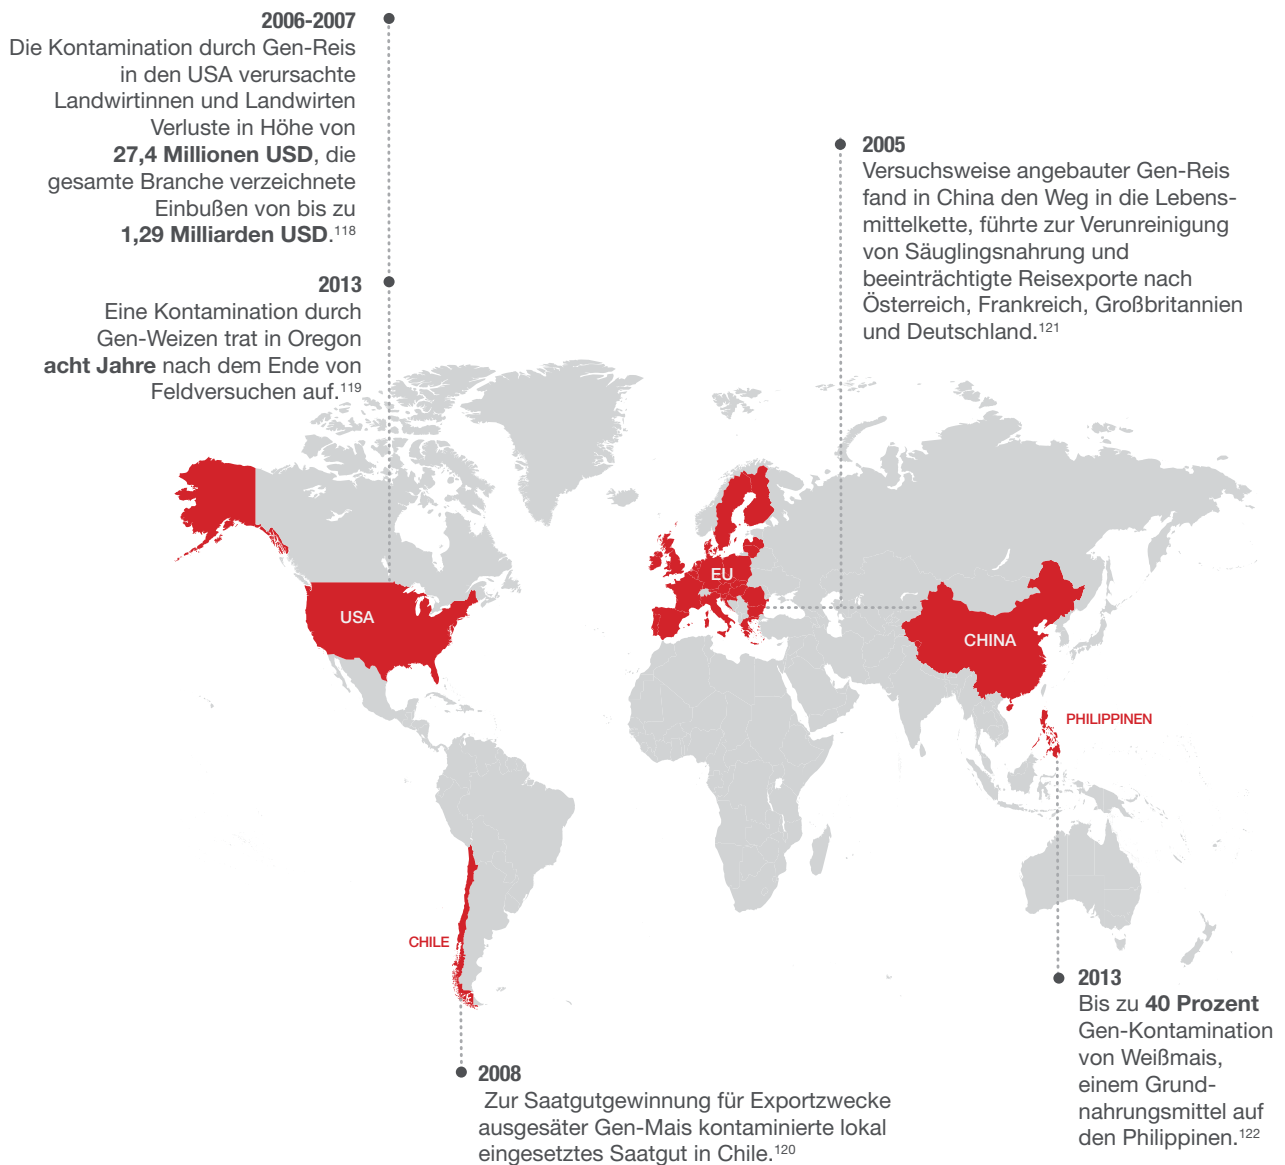 2006-2007
Die Kontamination durch Gen-Reis
in den USA verursachte
Landwirtinnen und Landwirten
Verluste in Höhe von
27,4 Millionen USD, die
gesamte Branche verzeichnete
Einbußen von bis zu
1,29 Milliarden USD.118
2013
Eine Kontamination durch
Gen-Weizen trat in Oregon
acht Jahre nach dem Ende von
Feldversuchen auf.119
2005
Versuchsweise angebauter Gen-Reis
fand in China den Weg in die Lebens-
mittelkette, führte zur Verunreinigung
von Säuglingsnahrung und
beeinträchtigte Reisexporte nach
Österreich, Frankreich, Großbritannien
und Deutschland.121
USA
EU
CHINA
PHILIPPINEN
CHILE
2008
Zur Saatgutgewinnung für Exportzwecke
ausgesäter Gen-Mais kontaminierte lokal
eingesetztes Saatgut in Chile.120
2013
Bis zu 40 Prozent
Gen-Kontamination
von Weißmais,
einem Grund-
nahrungsmittel auf
den Philippinen.122